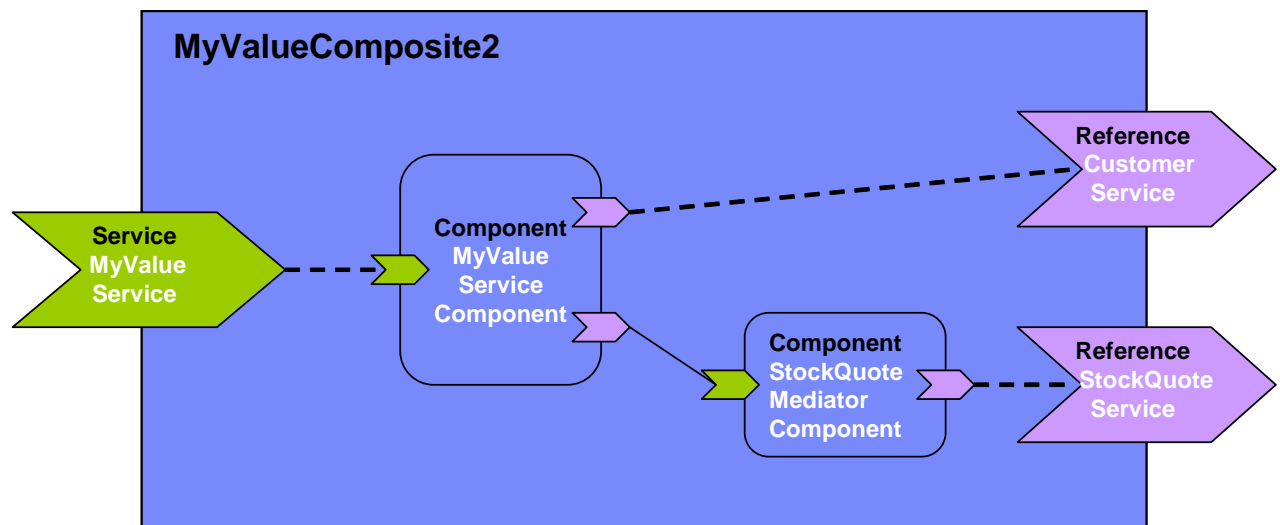 MyValueComposite2
Reference
Customer
Service
Service
MyValue
Service
Component
MyValue
Service
Component
Component
StockQuote
Mediator
Component
Reference
StockQuote
Service